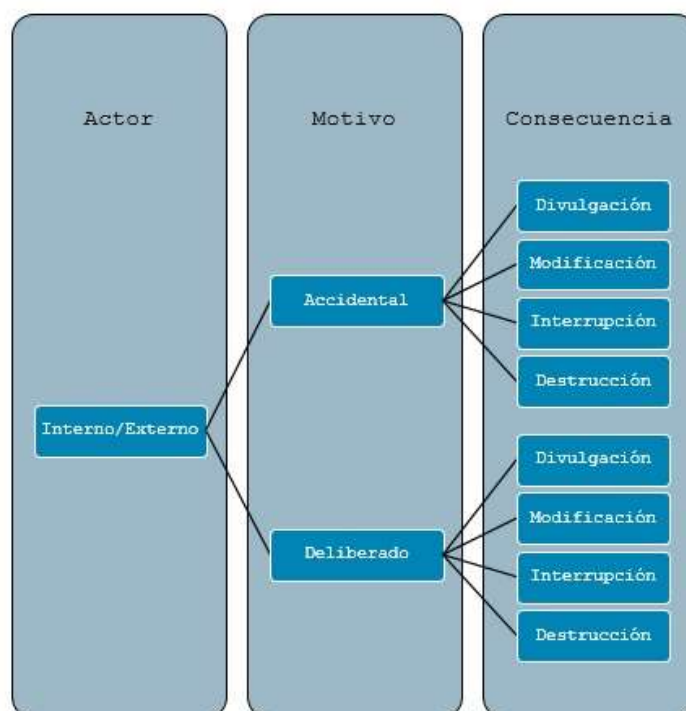 Actor
Motivo
Consecuencia
Interno/Externo
Accidental
Deliberado
Divulgación
Modificación
Interrupción
Destrucción
Divulgación
Modificación
Interrupción
Destrucción